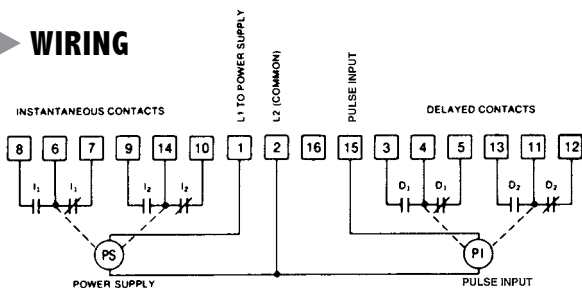 WIRING
L1 TO POWER SUPPLY
L2 (COMMON)
PULSE INPUT
INSTANTANEOUS CONTACTS
DELAYED CONTACTS
8 6 7 9 14 10 1 2 16 15 3 4 5 13 11 12
I1 I1 I2 I2 D1 D1 D2 D2
PS PI
POWER SUPPLY PULSE INPUT